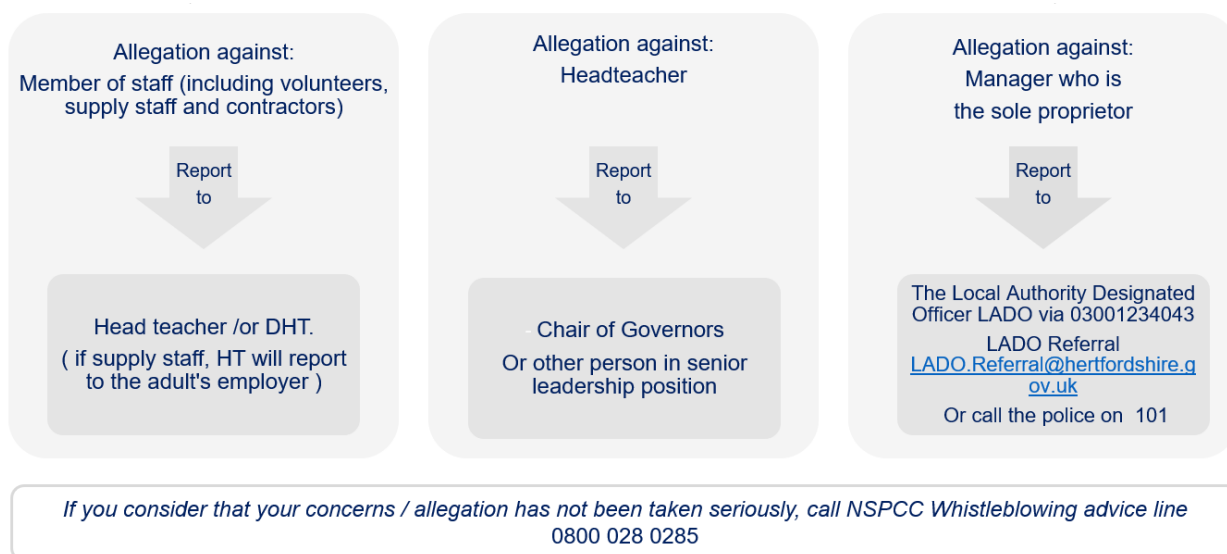 Allegation against:
Member of staff (including volunteers,
supply staff and contractors)
Report
to
Head teacher /or DHT.
( if supply staff, HT will report
to the adult's employer )
Allegation against:
Headteacher
Report
to
- Chair of Governors
Or other person in senior
leadership position
Allegation against:
Manager who is
the sole proprietor
Report
to
The Local Authority Designated
Officer LADO via 03001234043
LADO Referral
LADO.Referral@hertfordshire.g
ov.uk
Or call the police on 101
If you consider that your concerns / allegation has not been taken seriously, call NSPCC Whistleblowing advice line
0800 028 0285